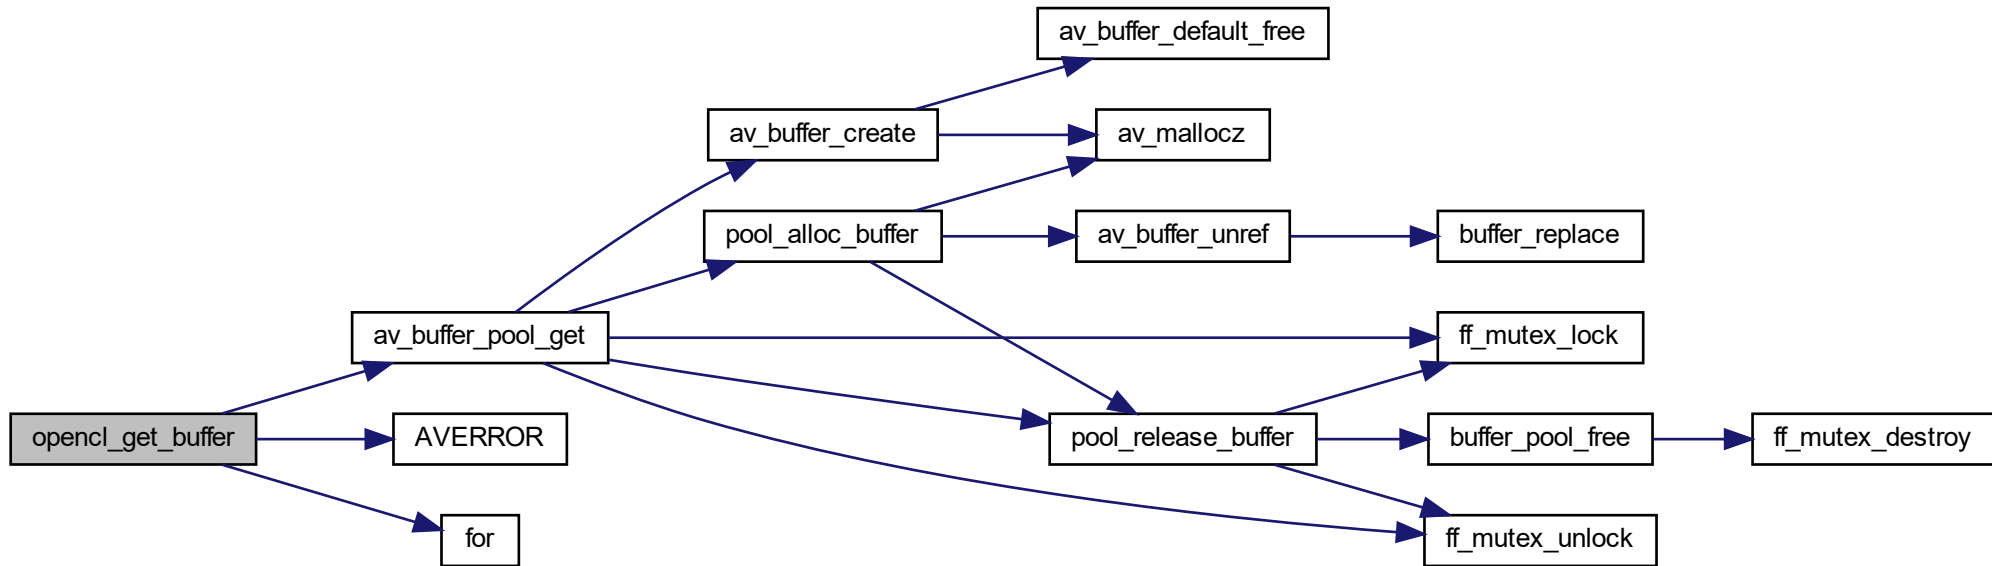 av_buffer_default_free
av_buffer_create
av_mallocz
pool_alloc_buffer
av_buffer_unref
buffer_replace
av_buffer_pool_get
ff_mutex_lock
opencl_get_buffer
AVERROR
pool_release_buffer
buffer_pool_free
ff_mutex_destroy
for
ff_mutex_unlock